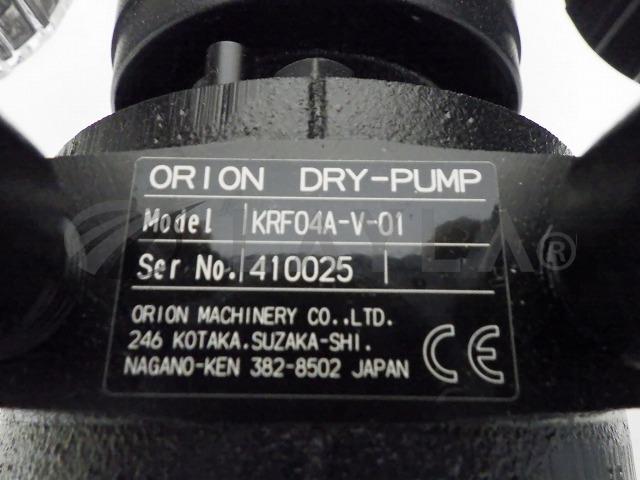 ORION DRY-PUMP
Model KRF04A-V-01
Ser No. 410025
ORION MACHINERY CO.,LTD.
246 KOTAKA.SUZAKA-SHI.
NAGANO-KEN 382-8502 JAPAN
CE